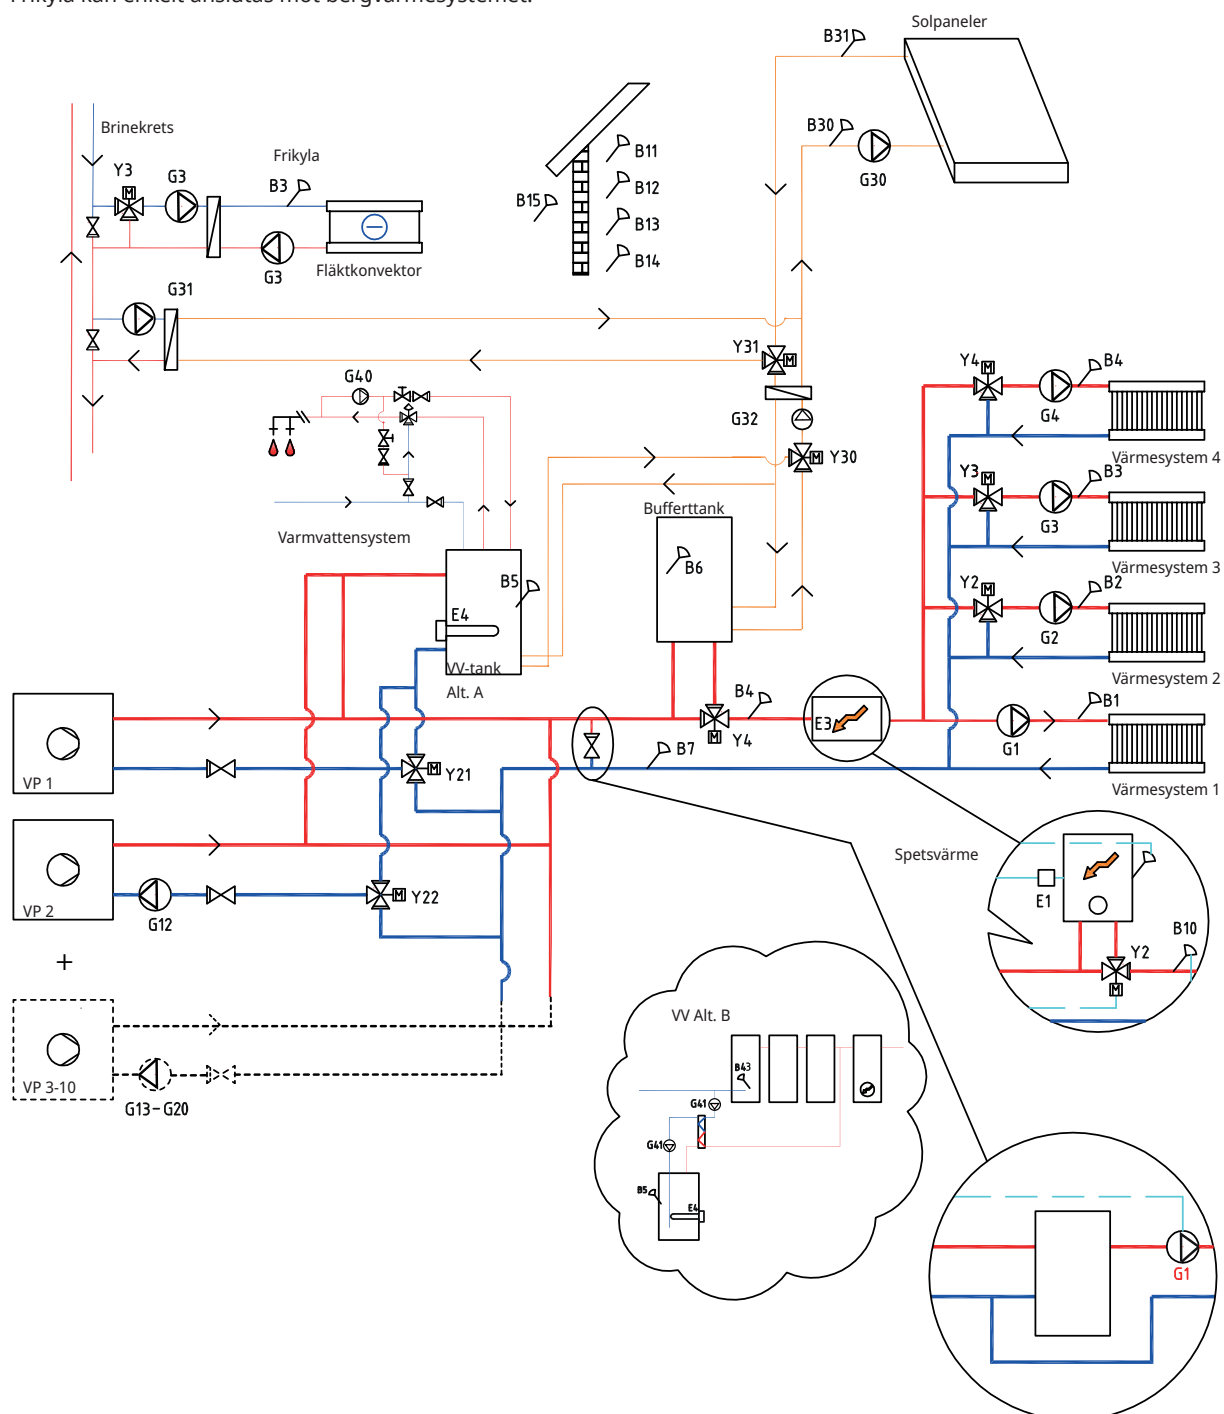 Frikyla kan enkelt anslutas mot bergvärmesystemet.
Solpaneler
B31
B30
G30
Brinekrets
Frikyla
Y3
G3
B3
G3
Fläktkonvektor
B11
B12
B13
B14
B15
G31
Y31
G32
Y30
G40
Varmvattensystem
Bufferttank
B6
B5
E4
VV-tank
Alt. A
Y4
B4
G4
Värmesystem 4
Y3
B3
G3
Värmesystem 3
Y2
B2
G2
Värmesystem 2
B1
G1
Värmesystem 1
B4
Y4
E3
B7
VP 1
Y21
VP 2
G12
Y22
+
VP 3-10
G13-G20
Spetsvärme
E1
Y2
B10
VV Alt. B
B43
G41
G41
B5
E4
G1
M
M
M
M
M
M
M
M
M
M